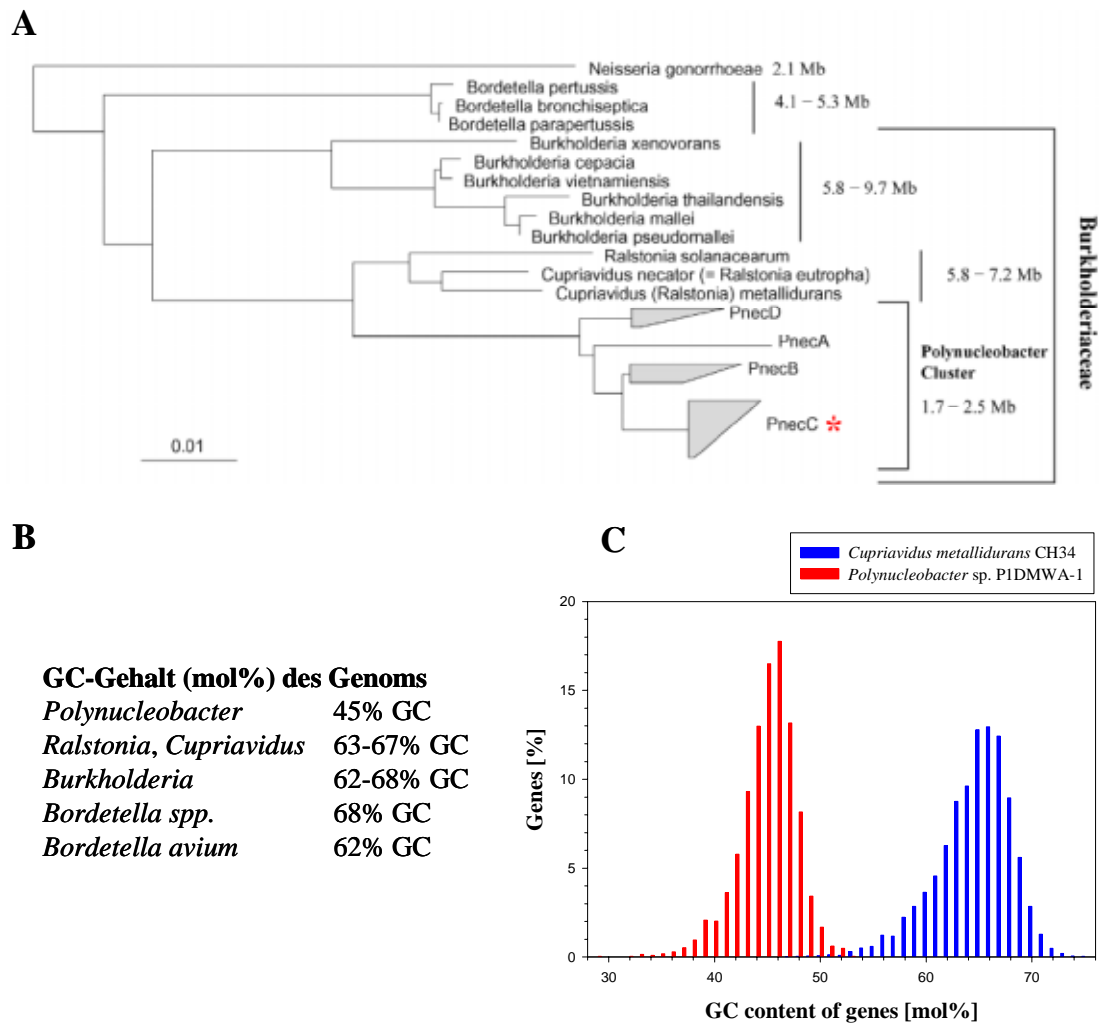 A
Neisseria gonorrhoeae 2.1 Mb
Bordetella pertussis
Bordetella bronchiseptica
4.1 – 5.3 Mb
Bordetella parapertussis
Burkholderia xenovorans
Burkholderia cepacia
Burkholderia vietnamiensis
5.8 – 9.7 Mb
Burkholderia thailandensis
Burkholderia mallei
Burkholderia pseudomallei
Ralstonia solanacearum
Cupriavidus necator (= Ralstonia eutropha)
5.8 – 7.2 Mb
Cupriavidus (Ralstonia) metallidurans
PnecD
PnecA
PnecB
PnecC *
Polynucleobacter
Cluster
1.7 – 2.5 Mb
Burkholderiaceae
0.01
B
GC-Gehalt (mol%) des Genoms
Polynucleobacter 45% GC
Ralstonia, Cupriavidus 63-67% GC
Burkholderia 62-68% GC
Bordetella spp. 68% GC
Bordetella avium 62% GC
C
Cupriavidus metallidurans CH34
Polynucleobacter sp. P1DMWA-1
Genes [%]
20
15
10
5
0
30 40 50 60 70
GC content of genes [mol%]